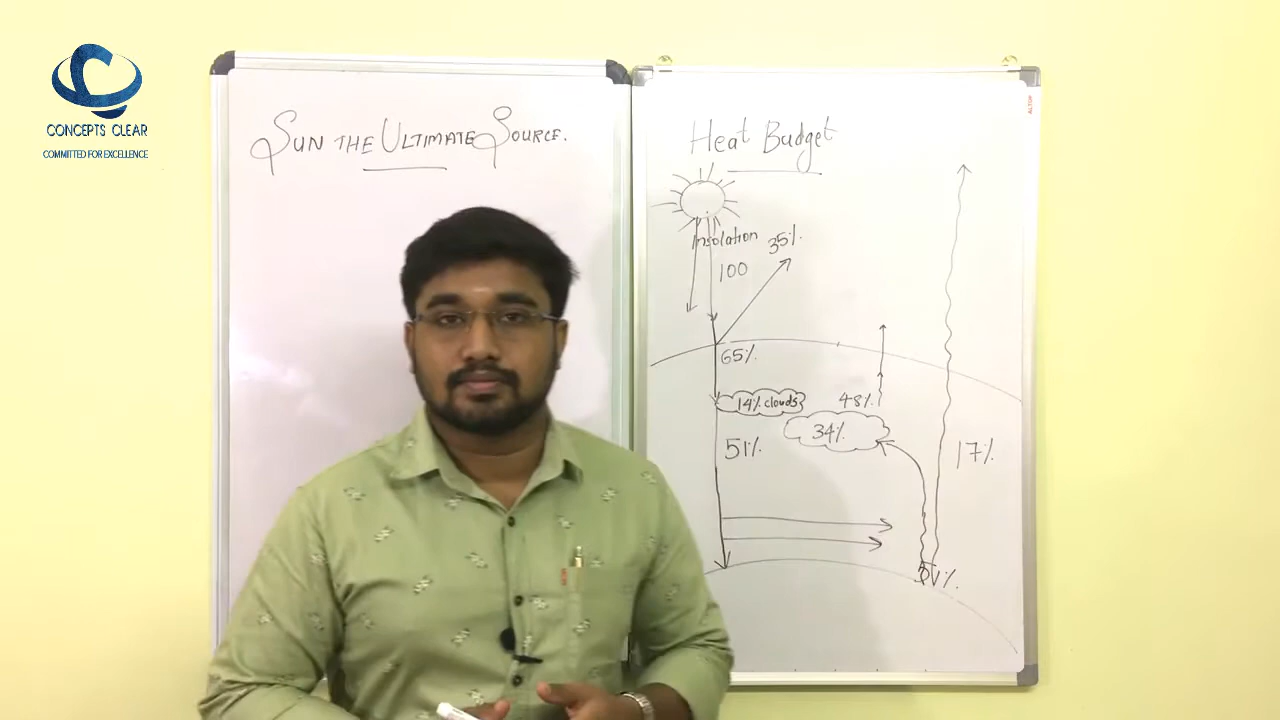 CONCEPTS CLEAR
COMMITTED FOR EXCELLENCE
SUN THE ULTIMATE SOURCE.
ALTOP
Heat Budget
Insolation
35%
100
65%
14% clouds
48%
34%
51%
17%
51%.